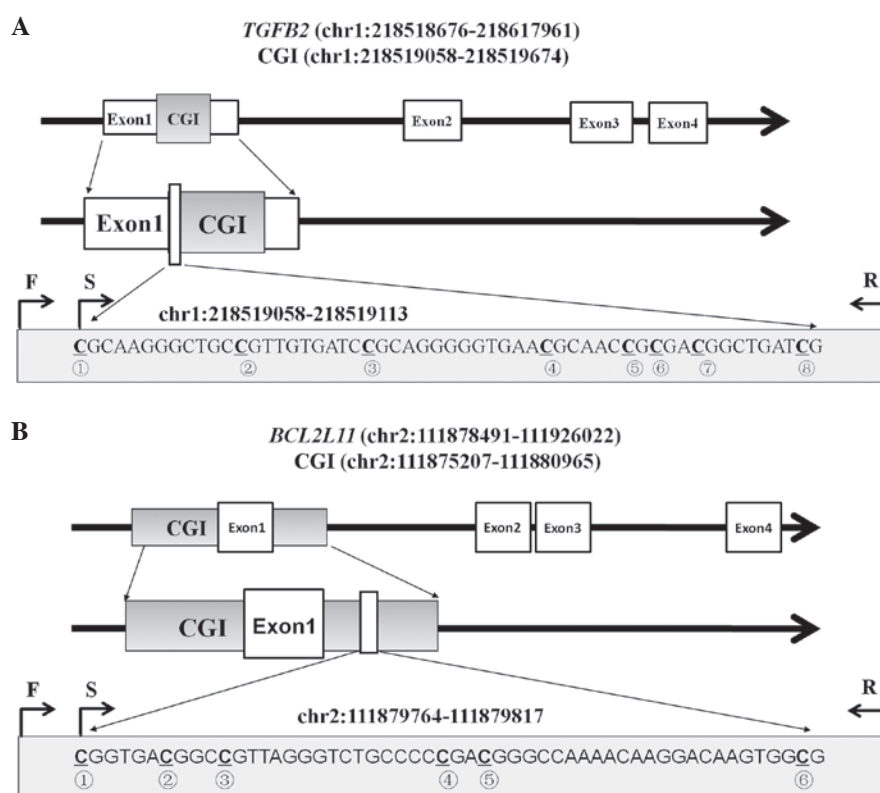 A
TGFB2 (chr1:218518676-218617961)
CGI (chr1:218519058-218519674)
Exon1 CGI Exon2 Exon3 Exon4
Exon1 CGI
F S R
chr1:218519058-218519113
CGCAAGGGCTGCCGTTGTGATCCGCAGGGGGTGAACGCAACCGCGACGGCTGATCG
① ② ③ ④ ⑤ ⑥ ⑦ ⑧
B
BCL2L11 (chr2:111878491-111926022)
CGI (chr2:111875207-111880965)
CGI Exon1 Exon2 Exon3 Exon4
CGI Exon1
F S R
chr2:111879764-111879817
CGGTGACGGCCGTTAGGGTCTGCCCCCGACGGGCCAAAACAAGGACAAGTGGCG
① ② ③ ④ ⑤ ⑥